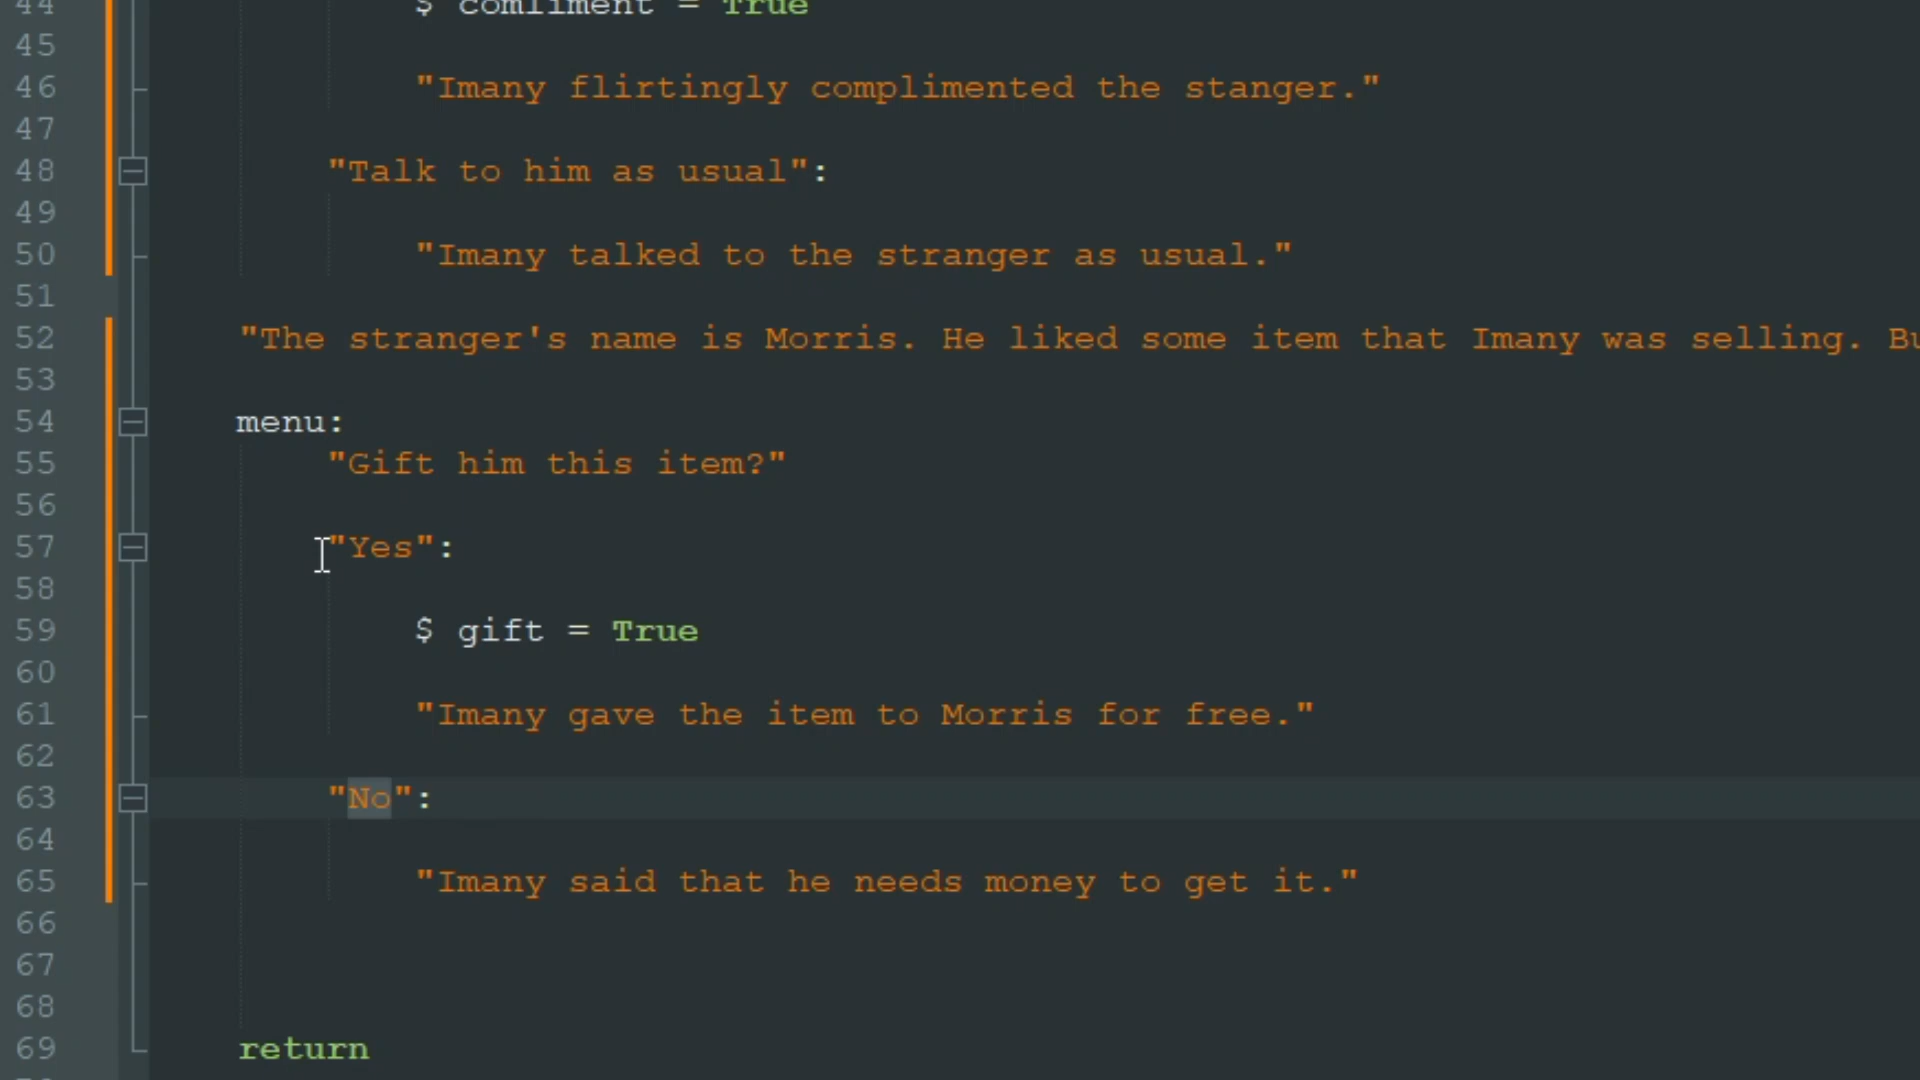 44 $ comliment = True
45
46 "Imany flirtingly complimented the stanger."
47
48 "Talk to him as usual":
49
50 "Imany talked to the stranger as usual."
51
52 "The stranger's name is Morris. He liked some item that Imany was selling. Bu
53
54 menu:
55 "Gift him this item?"
56
57 "Yes":
58
59 $ gift = True
60
61 "Imany gave the item to Morris for free."
62
63 "No":
64
65 "Imany said that he needs money to get it."
66
67
68
69 return